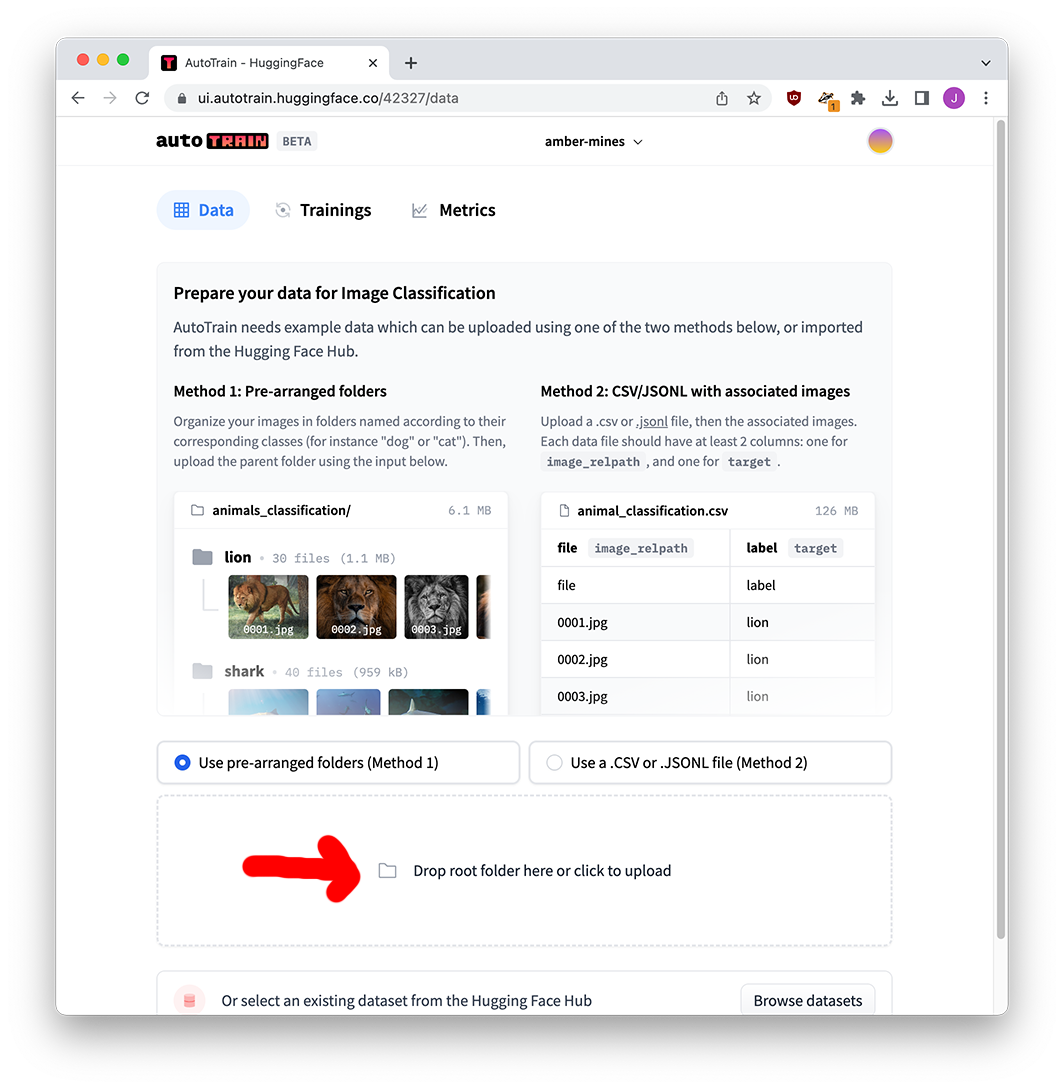 AutoTrain - HuggingFace
ui.autotrain.huggingface.co/42327/data
1
J
auto TRAIN BETA
amber-mines
Data
Trainings
Metrics
Prepare your data for Image Classification
AutoTrain needs example data which can be uploaded using one of the two methods below, or imported
from the Hugging Face Hub.
Method 1: Pre-arranged folders
Organize your images in folders named according to their
corresponding classes (for instance "dog" or "cat"). Then,
upload the parent folder using the input below.
animals_classification/ 6.1 MB
lion • 30 files (1.1 MB)
0001.jpg 0002.jpg 0003.jpg
shark • 40 files (959 kB)
Method 2: CSV/JSONL with associated images
Upload a .csv or .jsonl file, then the associated images.
Each data file should have at least 2 columns: one for
image_relpath , and one for target .
animal_classification.csv 126 MB
file image_relpath label target
file label
0001.jpg lion
0002.jpg lion
0003.jpg lion
Use pre-arranged folders (Method 1)
Use a .CSV or .JSONL file (Method 2)
Drop root folder here or click to upload
Or select an existing dataset from the Hugging Face Hub
Browse datasets